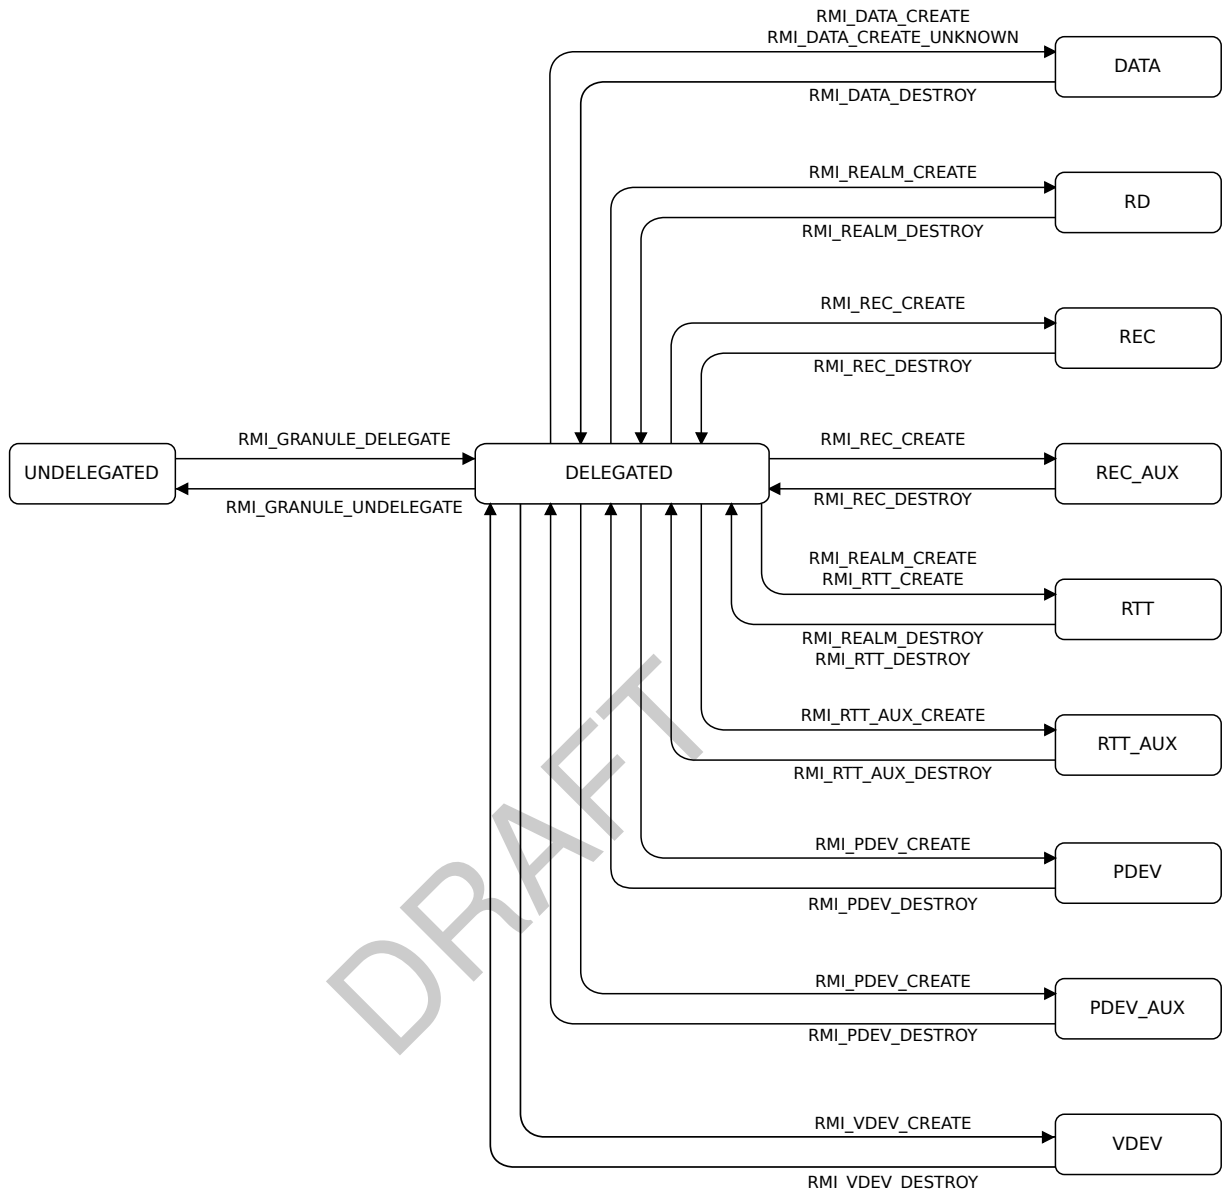 RMI_DATA_CREATE
RMI_DATA_CREATE_UNKNOWN
DATA
RMI_DATA_DESTROY
RMI_REALM_CREATE
RD
RMI_REALM_DESTROY
RMI_REC_CREATE
REC
RMI_REC_DESTROY
RMI_GRANULE_DELEGATE
RMI_REC_CREATE
UNDELEGATED
DELEGATED
REC_AUX
RMI_GRANULE_UNDELEGATE
RMI_REC_DESTROY
RMI_REALM_CREATE
RMI_RTT_CREATE
RTT
RMI_REALM_DESTROY
RMI_RTT_DESTROY
RMI_RTT_AUX_CREATE
RTT_AUX
RMI_RTT_AUX_DESTROY
DRAFT
RMI_PDEV_CREATE
PDEV
RMI_PDEV_DESTROY
RMI_PDEV_CREATE
PDEV_AUX
RMI_PDEV_DESTROY
RMI_VDEV_CREATE
VDEV
RMI_VDEV_DESTROY